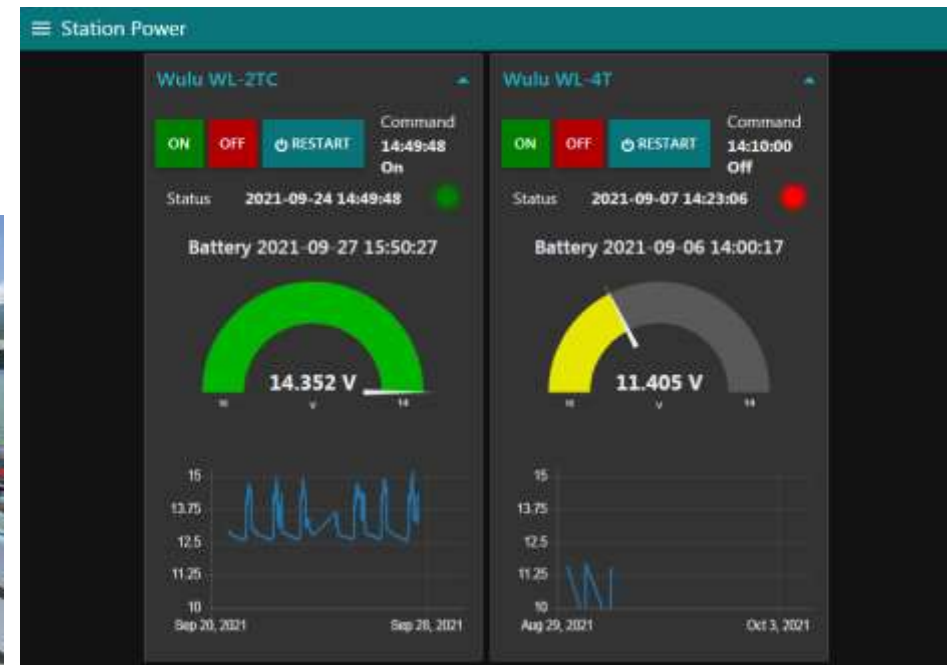 Station Power
Wulu WL-2TC
ON OFF RESTART
Command
14:49:48
On
Status 2021-09-24 14:49:48
Battery 2021-09-27 15:50:27
14.352 V
10 V 14
15
13.75
12.5
11.25
10
Sep 20, 2021 Sep 28, 2021
Wulu WL-4T
ON OFF RESTART
Command
14:10:00
Off
Status 2021-09-07 14:23:06
Battery 2021-09-06 14:00:17
11.405 V
10 V 14
15
13.75
12.5
11.25
10
Aug 29, 2021 Oct 3, 2021